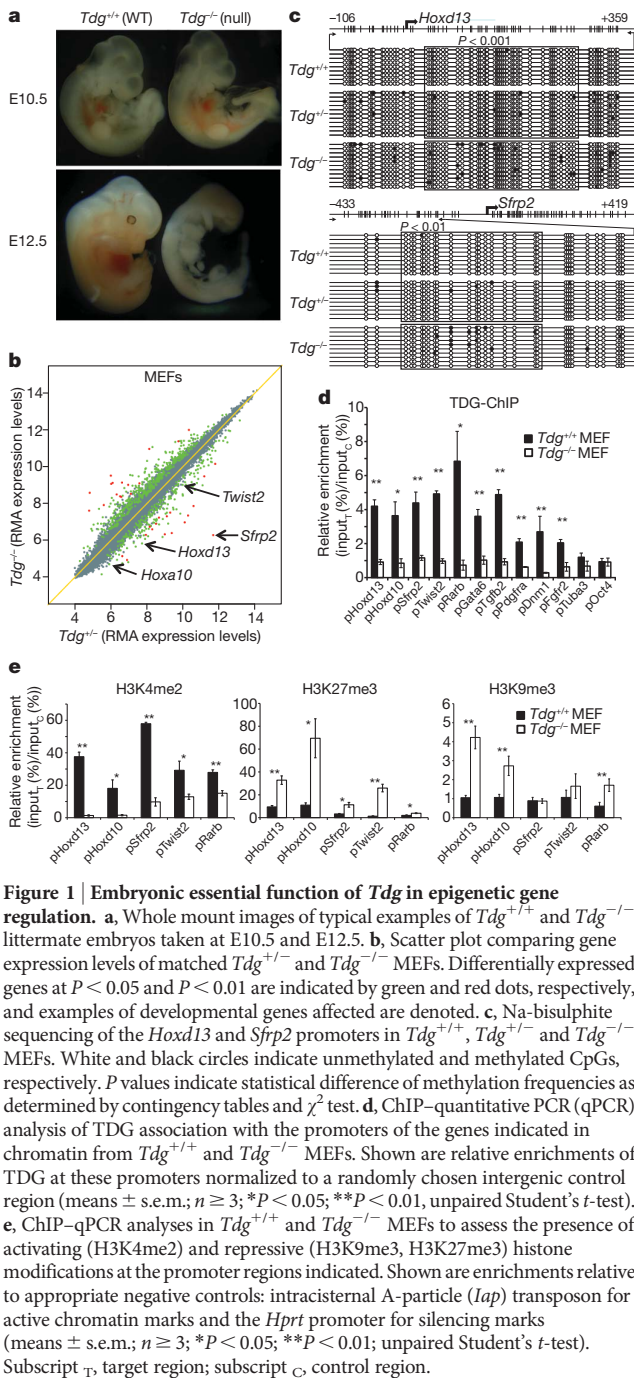 a
Tdg+/+ (WT)
Tdg−/− (null)
E10.5
E12.5
b
MEFs
Tdg−/− (RMA expression levels)
14
12
10
8
6
4
Twist2
Sfrp2
Hoxd13
Hoxa10
4 6 8 10 12 14
Tdg+/− (RMA expression levels)
c
−106
Hoxd13
+359
P < 0.001
Tdg+/+
Tdg+/−
Tdg−/−
−433
Sfrp2
+419
P < 0.01
Tdg+/+
Tdg+/−
Tdg−/−
d
TDG-ChIP
Relative enrichment
(inputT (%)/inputC (%))
10
8
6
4
2
0
Tdg+/+ MEF
Tdg−/− MEF
** * ** ** * ** ** ** ** **
pHoxd13 pHoxd10 pSfrp2 pTwist2 pRarb pGata6 pTgfb2 pPdgfra pDnm1 pFgfr2 pTuba3 pOct4
e
Relative enrichment
(inputT (%)/inputC (%))
H3K4me2
60
40
20
0
** * ** * **
pHoxd13 pHoxd10 pSfrp2 pTwist2 pRarb
H3K27me3
100
80
60
40
20
0
** * * ** *
pHoxd13 pHoxd10 pSfrp2 pTwist2 pRarb
H3K9me3
6
5
4
3
2
1
0
Tdg+/+ MEF
Tdg−/− MEF
** ** **
pHoxd13 pHoxd10 pSfrp2 pTwist2 pRarb
Figure 1 | Embryonic essential function of Tdg in epigenetic gene
regulation. a, Whole mount images of typical examples of Tdg+/+ and Tdg−/−
littermate embryos taken at E10.5 and E12.5. b, Scatter plot comparing gene
expression levels of matched Tdg+/− and Tdg−/− MEFs. Differentially expressed
genes at P < 0.05 and P < 0.01 are indicated by green and red dots, respectively,
and examples of developmental genes affected are denoted. c, Na-bisulphite
sequencing of the Hoxd13 and Sfrp2 promoters in Tdg+/+, Tdg+/− and Tdg−/−
MEFs. White and black circles indicate unmethylated and methylated CpGs,
respectively. P values indicate statistical difference of methylation frequencies as
determined by contingency tables and χ2 test. d, ChIP–quantitative PCR (qPCR)
analysis of TDG association with the promoters of the genes indicated in
chromatin from Tdg+/+ and Tdg−/− MEFs. Shown are relative enrichments of
TDG at these promoters normalized to a randomly chosen intergenic control
region (means ± s.e.m.; n ≥ 3; *P < 0.05; **P < 0.01, unpaired Student's t-test).
e, ChIP–qPCR analyses in Tdg+/+ and Tdg−/− MEFs to assess the presence of
activating (H3K4me2) and repressive (H3K9me3, H3K27me3) histone
modifications at the promoter regions indicated. Shown are enrichments relative
to appropriate negative controls: intracisternal A-particle (Iap) transposon for
active chromatin marks and the Hprt promoter for silencing marks
(means ± s.e.m.; n ≥ 3; *P < 0.05; **P < 0.01; unpaired Student's t-test).
Subscript T, target region; subscript C, control region.